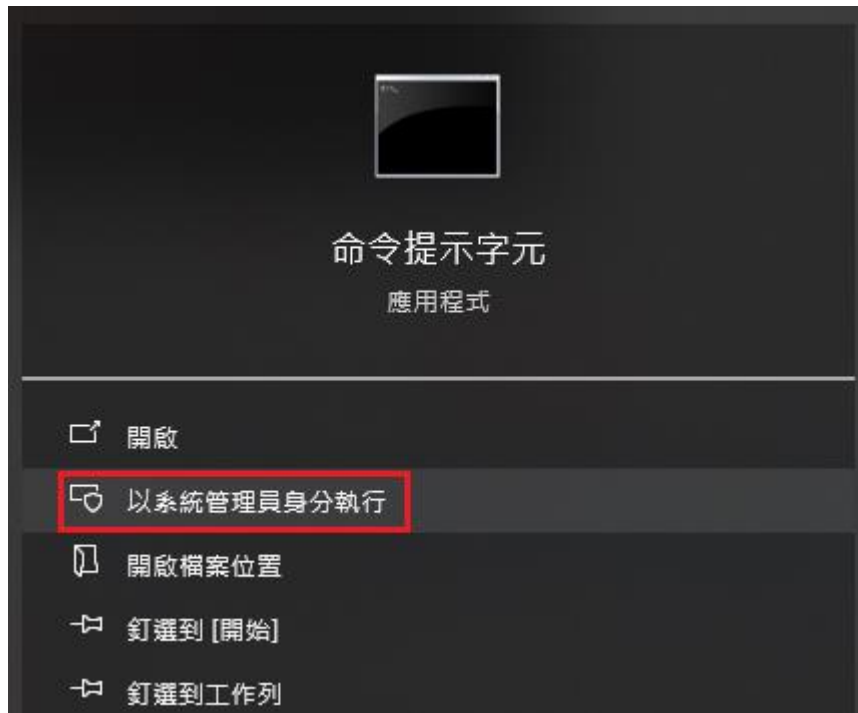 命令提示字元
應用程式
開啟
以系統管理員身分執行
開啟檔案位置
釘選到 [開始]
釘選到工作列